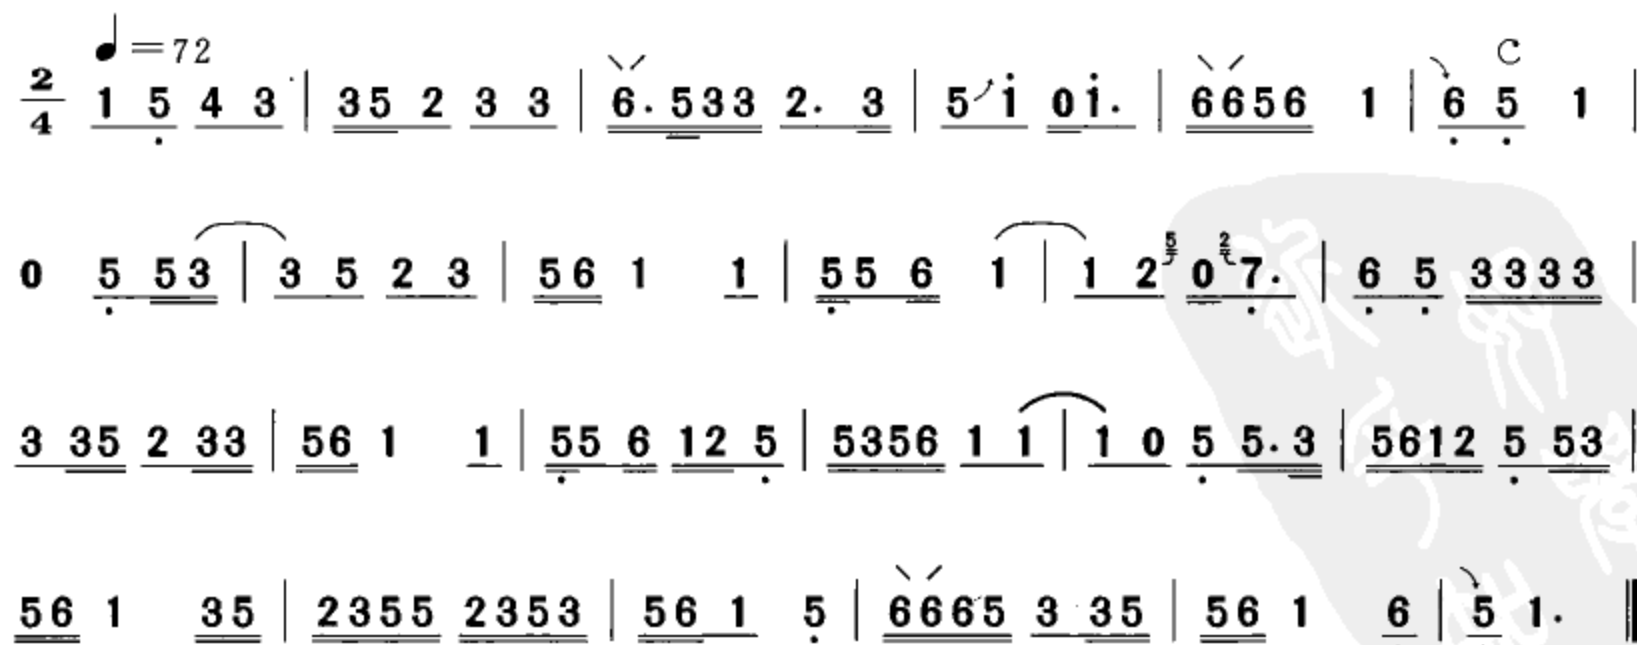 ♩=72
2/4 1 5 4 3 | 35 2 3 3 | 6. 533 2. 3 | 5 i 0 i. | 6656 1 | 6 5 1 |
C
0 5 53 | 3 5 2 3 | 56 1 1 | 55 6 1 | 1 2 5 0 2 7. | 6 5 3333 |
3 35 2 33 | 56 1 1 | 55 6 12 5 | 5356 1 1 | 1 0 5 5. 3 | 5612 5 53 |
56 1 35 | 2355 2353 | 56 1 5 | 6665 3 35 | 56 1 6 | 5 1. ‖